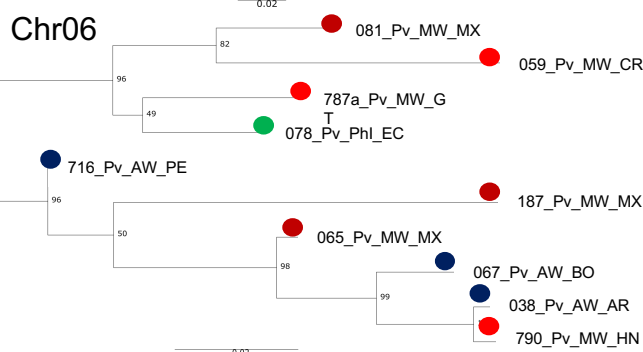 0.02
Chr06
081_Pv_MW_MX
82
059_Pv_MW_CR
96
787a_Pv_MW_G
T
49
078_Pv_Phl_EC
716_Pv_AW_PE
96
187_Pv_MW_MX
50
065_Pv_MW_MX
98
067_Pv_AW_BO
99
038_Pv_AW_AR
790_Pv_MW_HN